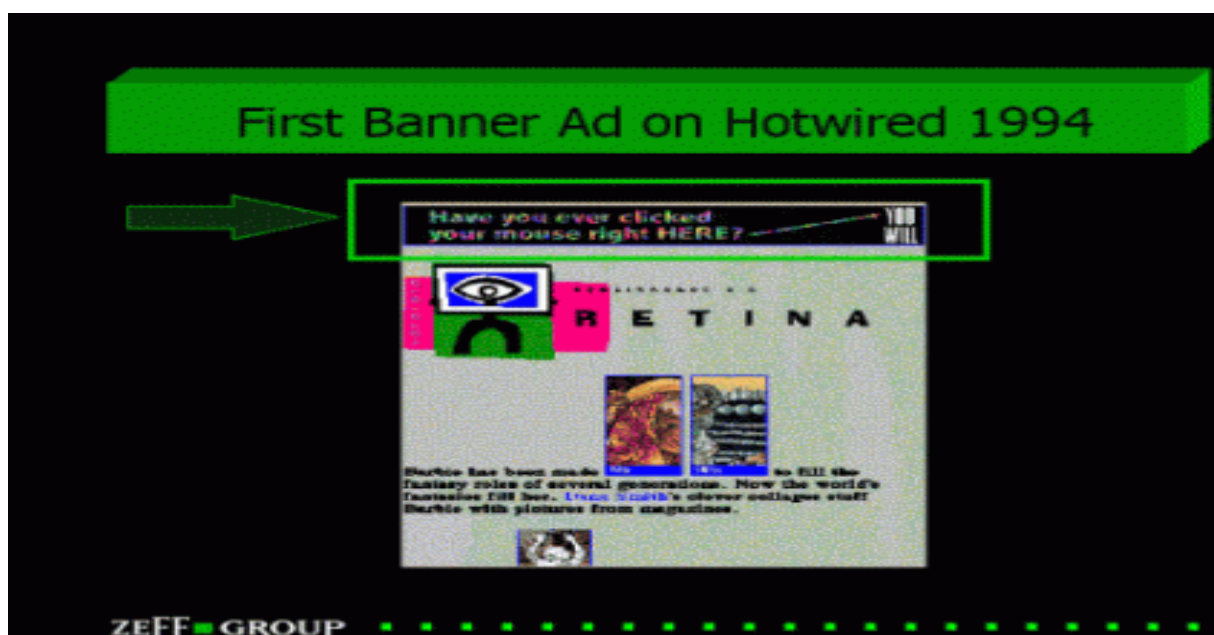 First Banner Ad on Hotwired 1994
Have you ever clicked
your mouse right HERE?
YOU
WILL
RETINA
Barbie has been made to fill the
fantasy roles of several generations. Now the world's
fantasies fill her. Smith's clever collages stuff
Barbie with pictures from magazines.
ZEFF GROUP